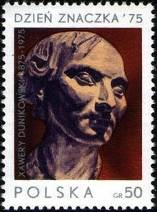 DZIEŃ ZNACZKA '75
XAWERY DUNIKOWSKI 1875-1975
POLSKA GR 50